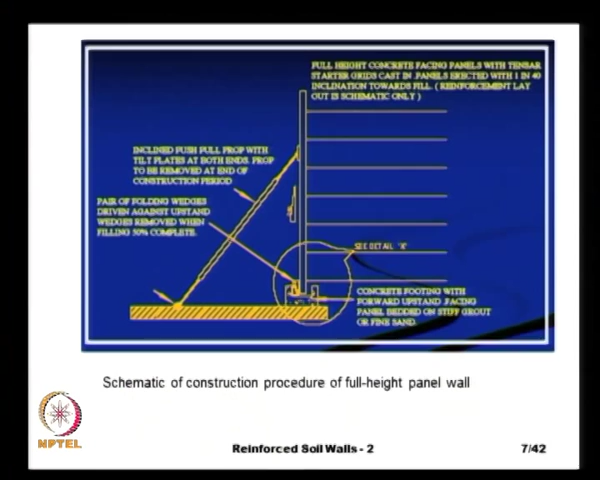 FULL HEIGHT CONCRETE FACING PANELS WITH TENSAR
STARTER GRIDS CAST IN .PANELS ERECTED WITH 1 IN 40
INCLINATION TOWARDS FILL. ( REINFORCEMENT LAY
OUT IS SCHEMATIC ONLY )
INCLINED PUSH PULL PROP WITH
TILT PLATES AT BOTH ENDS. PROP
TO BE REMOVED AT END OF
CONSTRUCTION PERIOD
PAIR OF FOLDING WEDGES
DRIVEN AGAINST UPSTAND
WEDGES REMOVED WHEN
FILLING 50% COMPLETE.
SEE DETAIL 'X'
CONCRETE FOOTING WITH
FORWARD UPSTAND .FACING
PANEL BEDDED ON STIFF GROUT
OR FINE SAND.
Schematic of construction procedure of full-height panel wall
NPTEL
Reinforced Soil Walls - 2
7/42